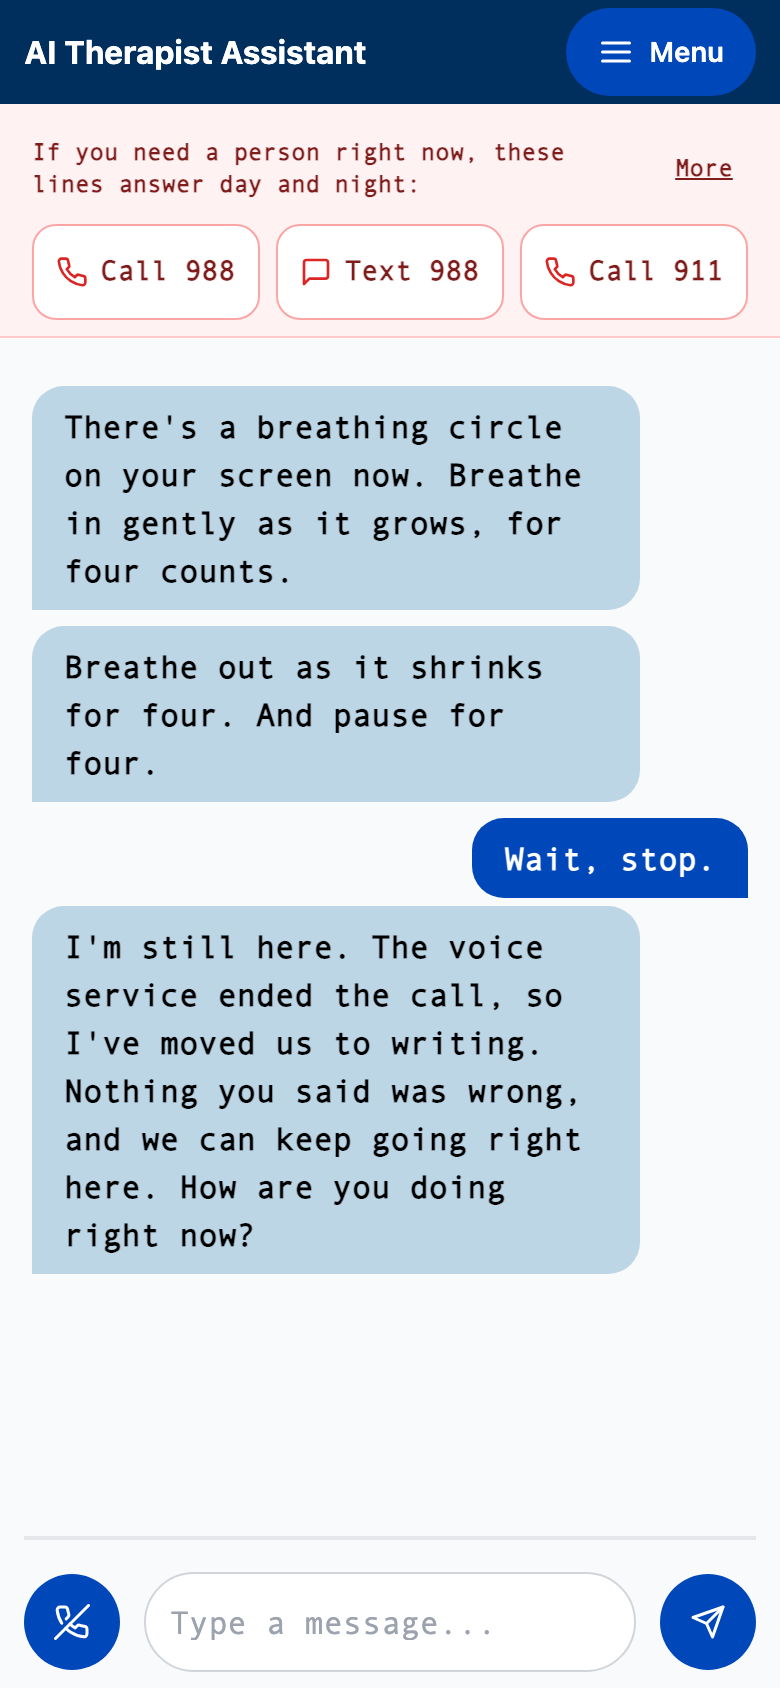 AI Therapist Assistant
Menu
If you need a person right now, these
lines answer day and night:
More
Call 988
Text 988
Call 911
There's a breathing circle
on your screen now. Breathe
in gently as it grows, for
four counts.
Breathe out as it shrinks
for four. And pause for
four.
Wait, stop.
I'm still here. The voice
service ended the call, so
I've moved us to writing.
Nothing you said was wrong,
and we can keep going right
here. How are you doing
right now?
Type a message...